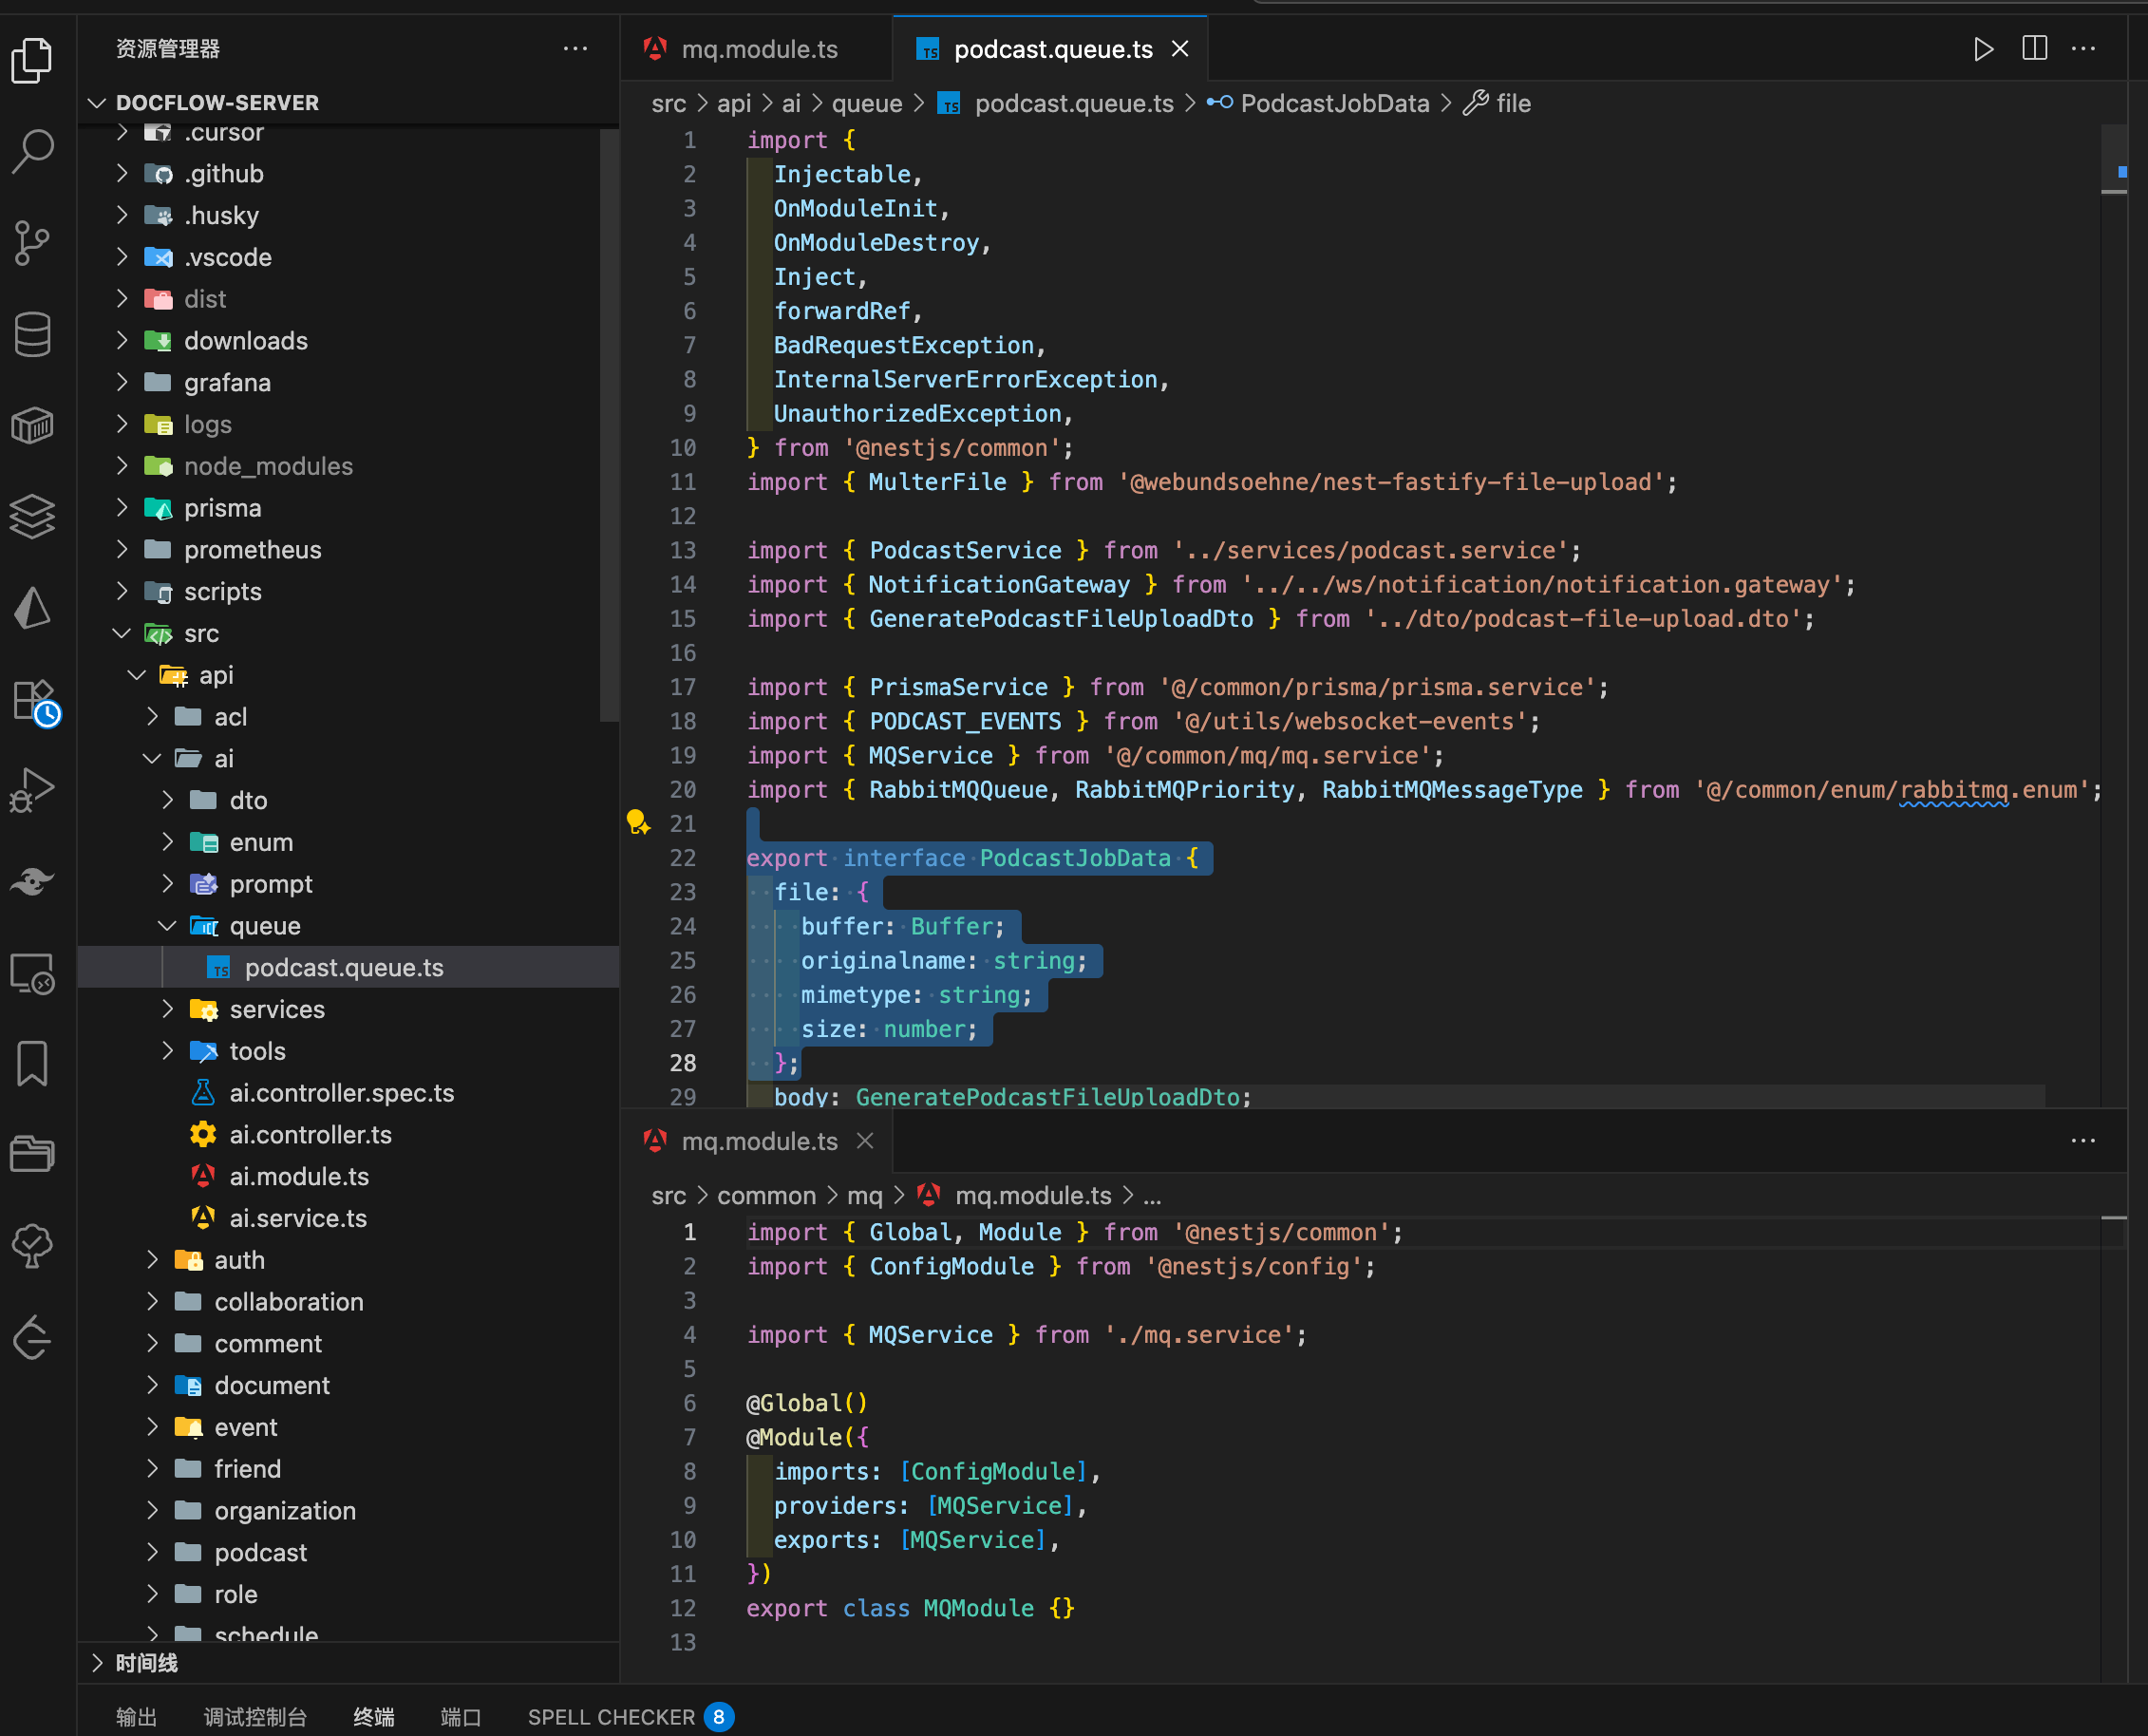 资源管理器
DOCFLOW-SERVER
.cursor
.github
.husky
.vscode
dist
downloads
grafana
logs
node_modules
prisma
prometheus
scripts
src
api
acl
ai
dto
enum
prompt
queue
podcast.queue.ts
services
tools
ai.controller.spec.ts
ai.controller.ts
ai.module.ts
ai.service.ts
auth
collaboration
comment
document
event
friend
organization
podcast
role
schedule
时间线
mq.module.ts
podcast.queue.ts
src > api > ai > queue > podcast.queue.ts > PodcastJobData > file
1 import {
2 Injectable,
3 OnModuleInit,
4 OnModuleDestroy,
5 Inject,
6 forwardRef,
7 BadRequestException,
8 InternalServerErrorException,
9 UnauthorizedException,
10 } from '@nestjs/common';
11 import { MulterFile } from '@webundsoehne/nest-fastify-file-upload';
12
13 import { PodcastService } from '../services/podcast.service';
14 import { NotificationGateway } from '../../ws/notification/notification.gateway';
15 import { GeneratePodcastFileUploadDto } from '../dto/podcast-file-upload.dto';
16
17 import { PrismaService } from '@/common/prisma/prisma.service';
18 import { PODCAST_EVENTS } from '@/utils/websocket-events';
19 import { MQService } from '@/common/mq/mq.service';
20 import { RabbitMQQueue, RabbitMQPriority, RabbitMQMessageType } from '@/common/enum/rabbitmq.enum';
21
22 export interface PodcastJobData {
23 file: {
24 buffer: Buffer;
25 originalname: string;
26 mimetype: string;
27 size: number;
28 };
29 body: GeneratePodcastFileUploadDto;
mq.module.ts
src > common > mq > mq.module.ts > ...
1 import { Global, Module } from '@nestjs/common';
2 import { ConfigModule } from '@nestjs/config';
3
4 import { MQService } from './mq.service';
5
6 @Global()
7 @Module({
8 imports: [ConfigModule],
9 providers: [MQService],
10 exports: [MQService],
11 })
12 export class MQModule {}
13
输出 调试控制台 终端 端口 SPELL CHECKER 8